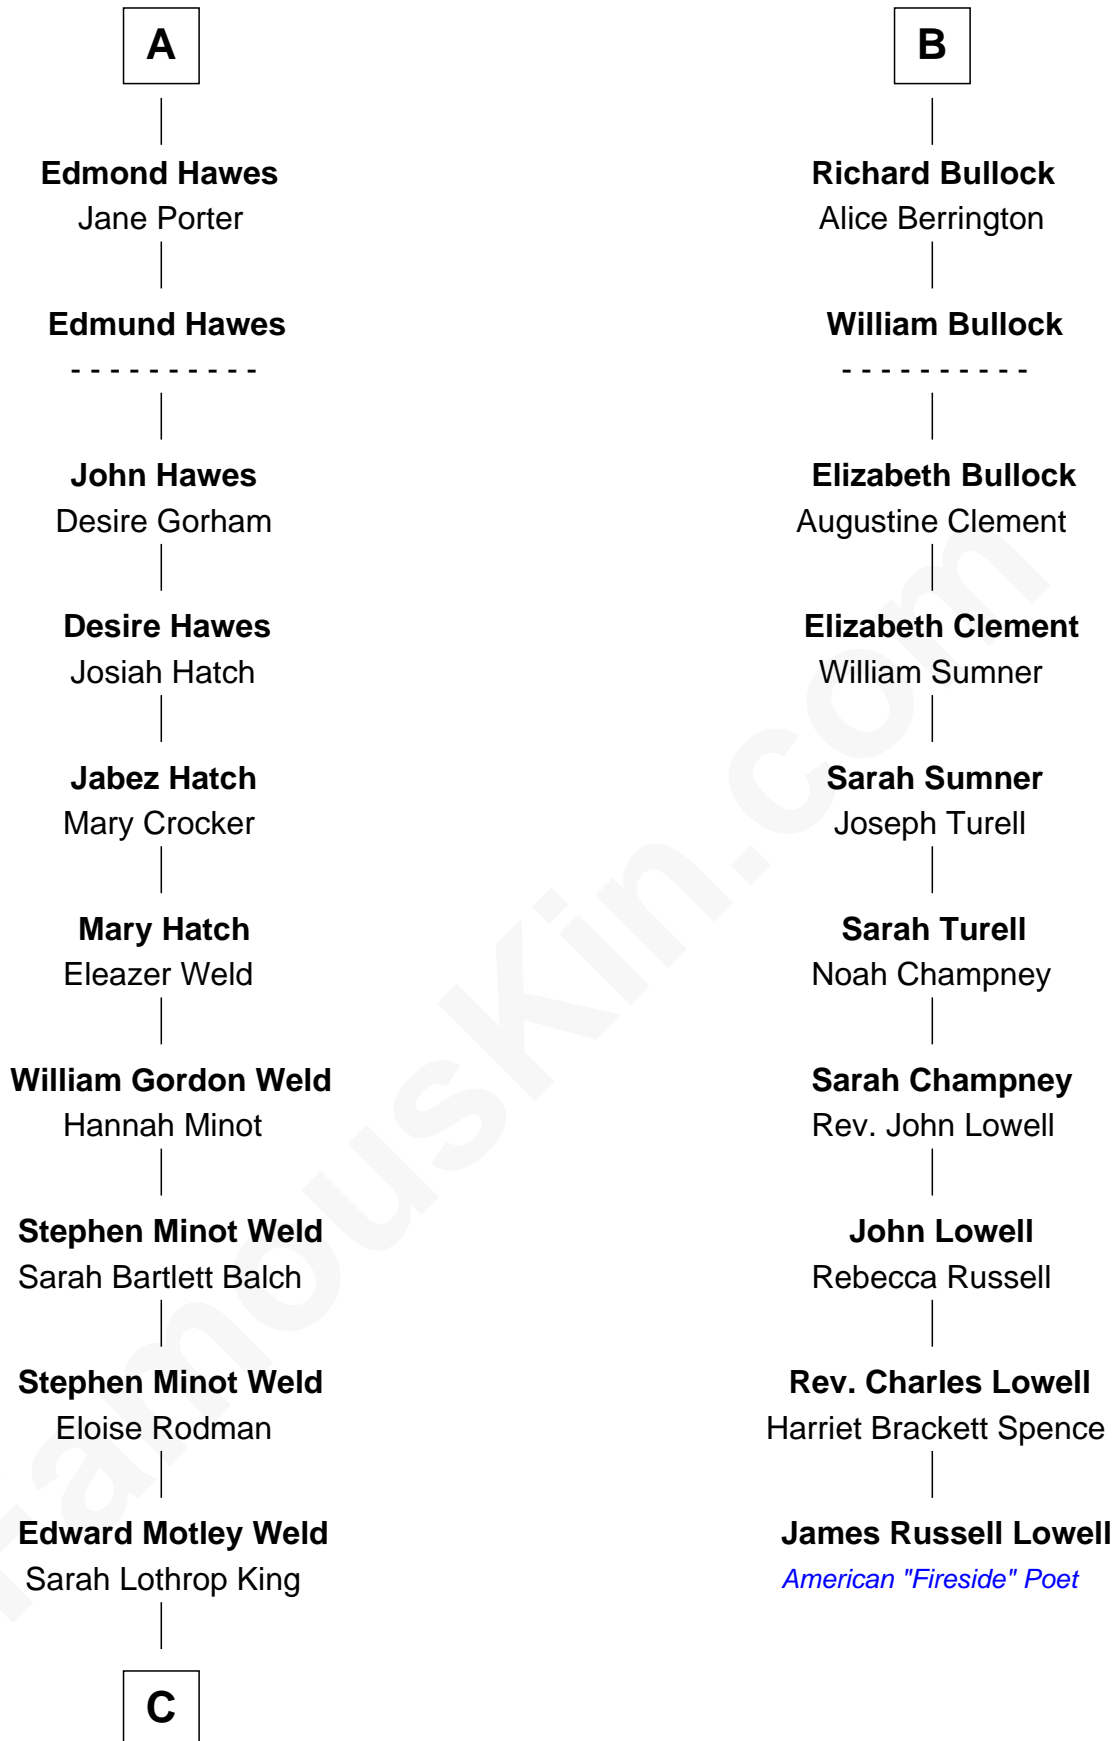 A
Edmond Hawes
Jane Porter
Edmund Hawes
- - - - - - - - - -
John Hawes
Desire Gorham
Desire Hawes
Josiah Hatch
Jabez Hatch
Mary Crocker
Mary Hatch
Eleazer Weld
William Gordon Weld
Hannah Minot
Stephen Minot Weld
Sarah Bartlett Balch
Stephen Minot Weld
Eloise Rodman
Edward Motley Weld
Sarah Lothrop King
C
B
Richard Bullock
Alice Berrington
William Bullock
- - - - - - - - - -
Elizabeth Bullock
Augustine Clement
Elizabeth Clement
William Sumner
Sarah Sumner
Joseph Turell
Sarah Turell
Noah Champney
Sarah Champney
Rev. John Lowell
John Lowell
Rebecca Russell
Rev. Charles Lowell
Harriet Brackett Spence
James Russell Lowell
American "Fireside" Poet
FamousKin.com